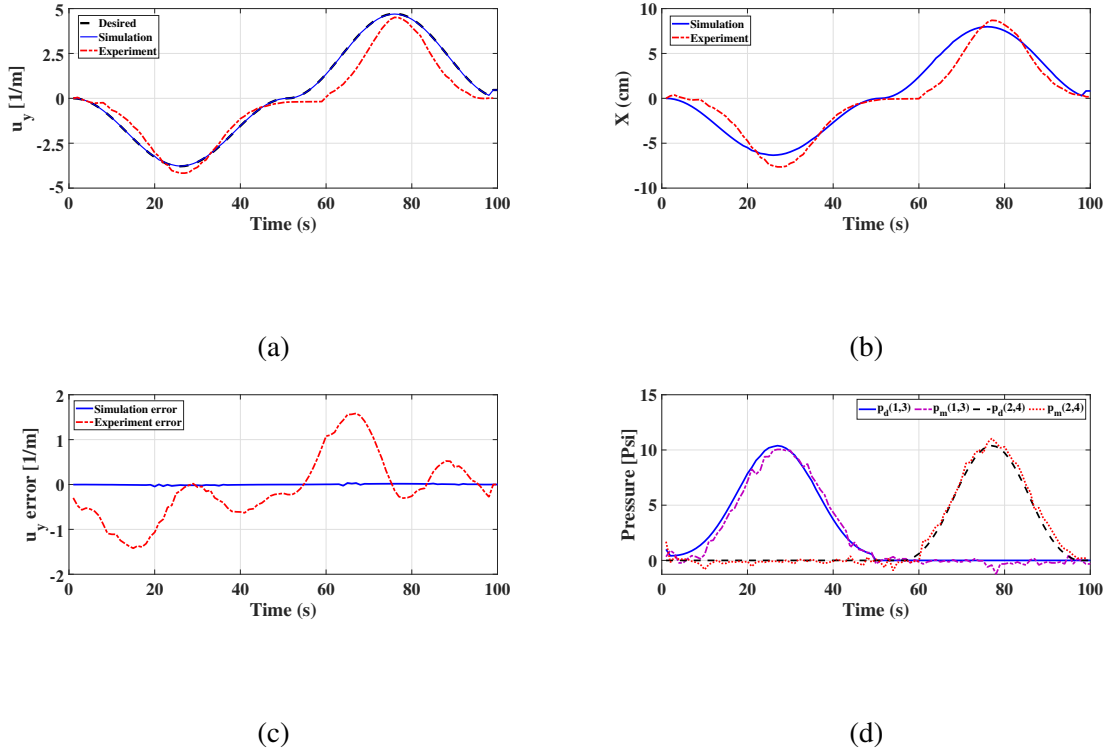 Desired
Simulation
Experiment
5
2.5
0
-2.5
-5
u_y [1/m]
0 20 40 60 80 100
Time (s)
(a)
Simulation
Experiment
10
5
0
-5
-10
X (cm)
0 20 40 60 80 100
Time (s)
(b)
Simulation error
Experiment error
2
1
0
-1
-2
u_y error [1/m]
0 20 40 60 80 100
Time (s)
(c)
p_d(1,3) p_m(1,3) p_d(2,4) p_m(2,4)
15
10
5
0
Pressure [Psi]
0 20 40 60 80 100
Time (s)
(d)